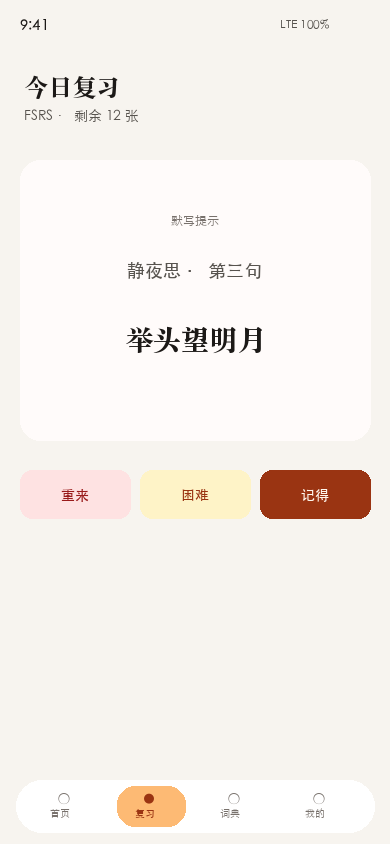 9:41 LTE 100%
今日复习
FSRS · 剩余 12 张
默写提示
静夜思 · 第三句
举头望明月
重来 困难 记得
首页 复习 词典 我的